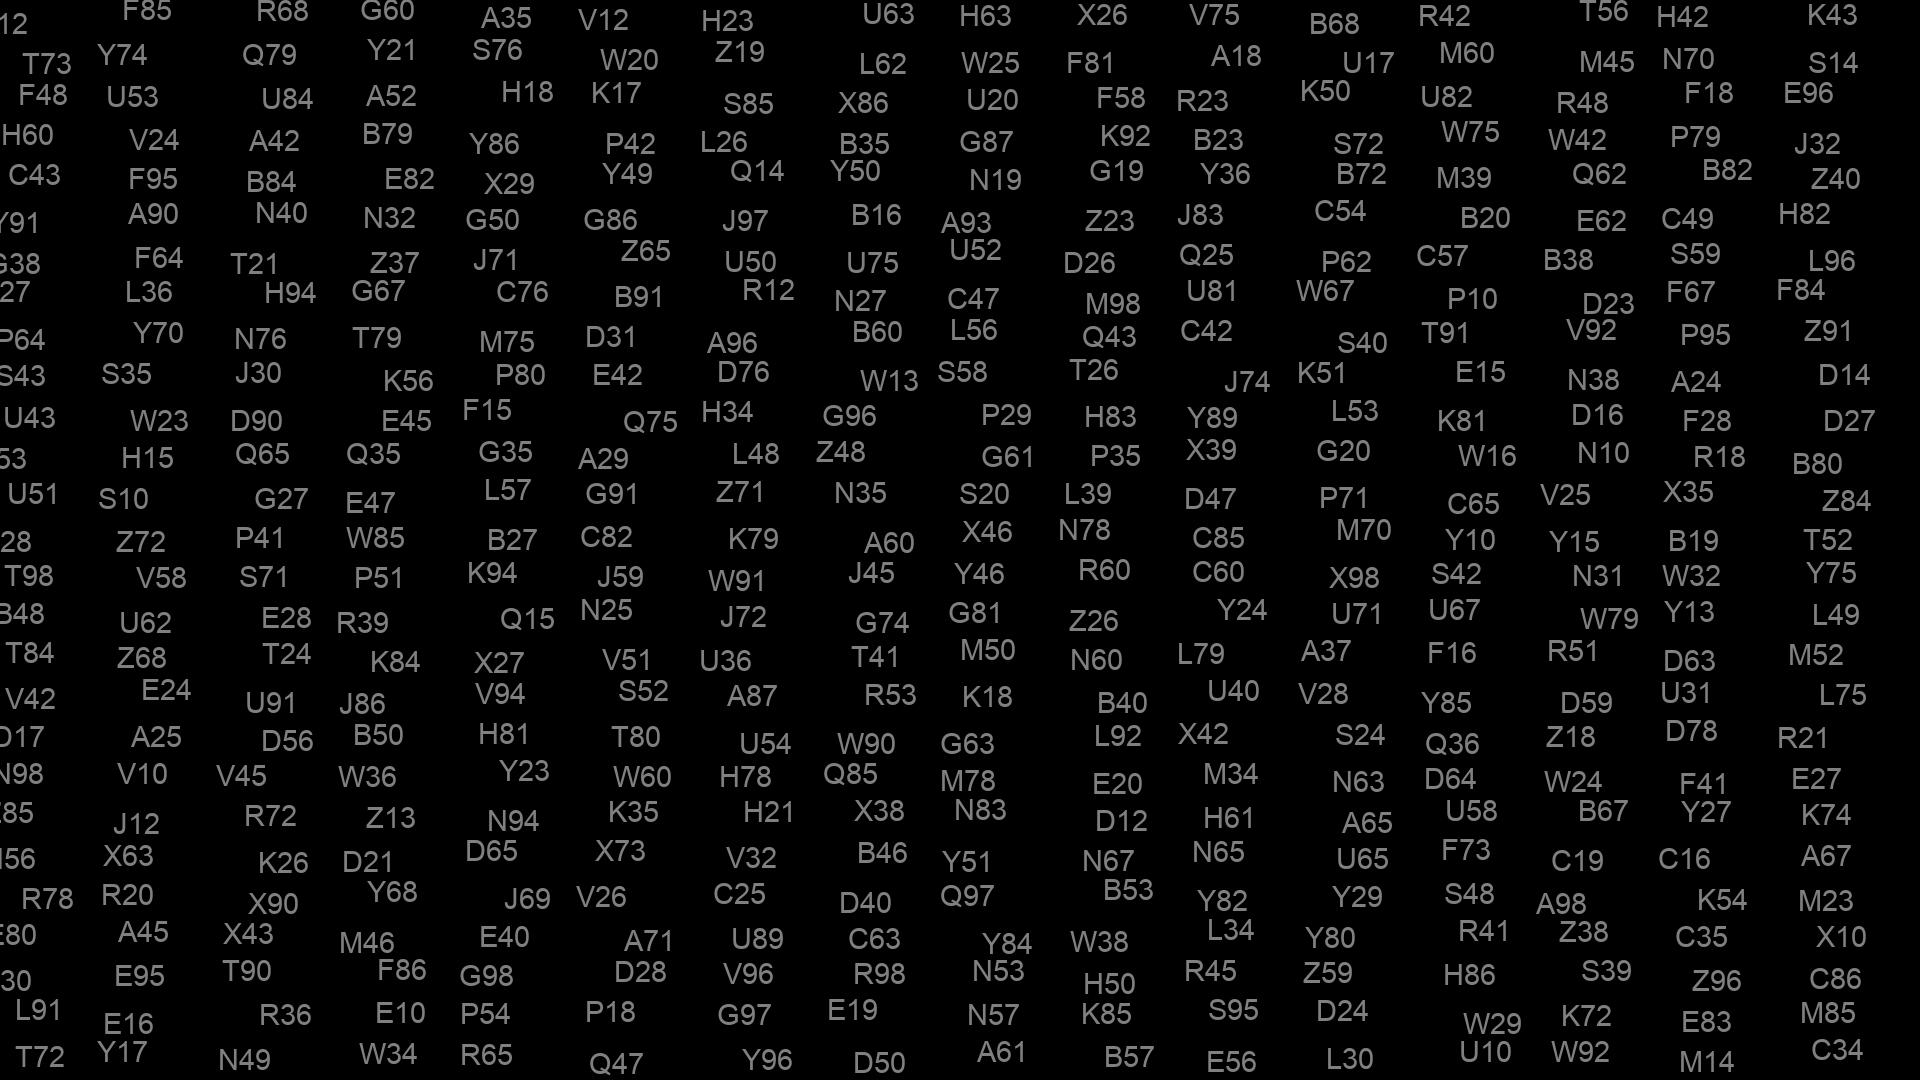 12 F85 R68 G60 A35 V12 H23 U63 H63 X26 V75 B68 R42 T56 H42 K43
T73 Y74 Q79 Y21 S76 W20 Z19 L62 W25 F81 A18 U17 M60 M45 N70 S14
F48 U53 U84 A52 H18 K17 S85 X86 U20 F58 R23 K50 U82 R48 F18 E96
H60 V24 A42 B79 Y86 P42 L26 B35 G87 K92 B23 S72 W75 W42 P79 J32
C43 F95 B84 E82 X29 Y49 Q14 Y50 N19 G19 Y36 B72 M39 Q62 B82 Z40
Y91 A90 N40 N32 G50 G86 J97 B16 A93 Z23 J83 C54 B20 E62 C49 H82
G38 F64 T21 Z37 J71 Z65 U50 U75 U52 D26 Q25 P62 C57 B38 S59 L96
27 L36 H94 G67 C76 B91 R12 N27 C47 M98 U81 W67 P10 D23 F67 F84
P64 Y70 N76 T79 M75 D31 A96 B60 L56 Q43 C42 S40 T91 V92 P95 Z91
S43 S35 J30 K56 P80 E42 D76 W13 S58 T26 J74 K51 E15 N38 A24 D14
U43 W23 D90 E45 F15 Q75 H34 G96 P29 H83 Y89 L53 K81 D16 F28 D27
53 H15 Q65 Q35 G35 A29 L48 Z48 G61 P35 X39 G20 W16 N10 R18 B80
U51 S10 G27 E47 L57 G91 Z71 N35 S20 L39 D47 P71 C65 V25 X35 Z84
28 Z72 P41 W85 B27 C82 K79 A60 X46 N78 C85 M70 Y10 Y15 B19 T52
T98 V58 S71 P51 K94 J59 W91 J45 Y46 R60 C60 X98 S42 N31 W32 Y75
B48 U62 E28 R39 Q15 N25 J72 G74 G81 Z26 Y24 U71 U67 W79 Y13 L49
T84 Z68 T24 K84 X27 V51 U36 T41 M50 N60 L79 A37 F16 R51 D63 M52
V42 E24 U91 J86 V94 S52 A87 R53 K18 B40 U40 V28 Y85 D59 U31 L75
D17 A25 D56 B50 H81 T80 U54 W90 G63 L92 X42 S24 Q36 Z18 D78 R21
N98 V10 V45 W36 Y23 W60 H78 Q85 M78 E20 M34 N63 D64 W24 F41 E27
85 J12 R72 Z13 N94 K35 H21 X38 N83 D12 H61 A65 U58 B67 Y27 K74
56 X63 K26 D21 D65 X73 V32 B46 Y51 N67 N65 U65 F73 C19 C16 A67
R78 R20 X90 Y68 J69 V26 C25 D40 Q97 B53 Y82 Y29 S48 A98 K54 M23
E80 A45 X43 M46 E40 A71 U89 C63 Y84 W38 L34 Y80 R41 Z38 C35 X10
30 E95 T90 F86 G98 D28 V96 R98 N53 H50 R45 Z59 H86 S39 Z96 C86
L91 E16 R36 E10 P54 P18 G97 E19 N57 K85 S95 D24 W29 K72 E83 M85
T72 Y17 N49 W34 R65 Q47 Y96 D50 A61 B57 E56 L30 U10 W92 M14 C34